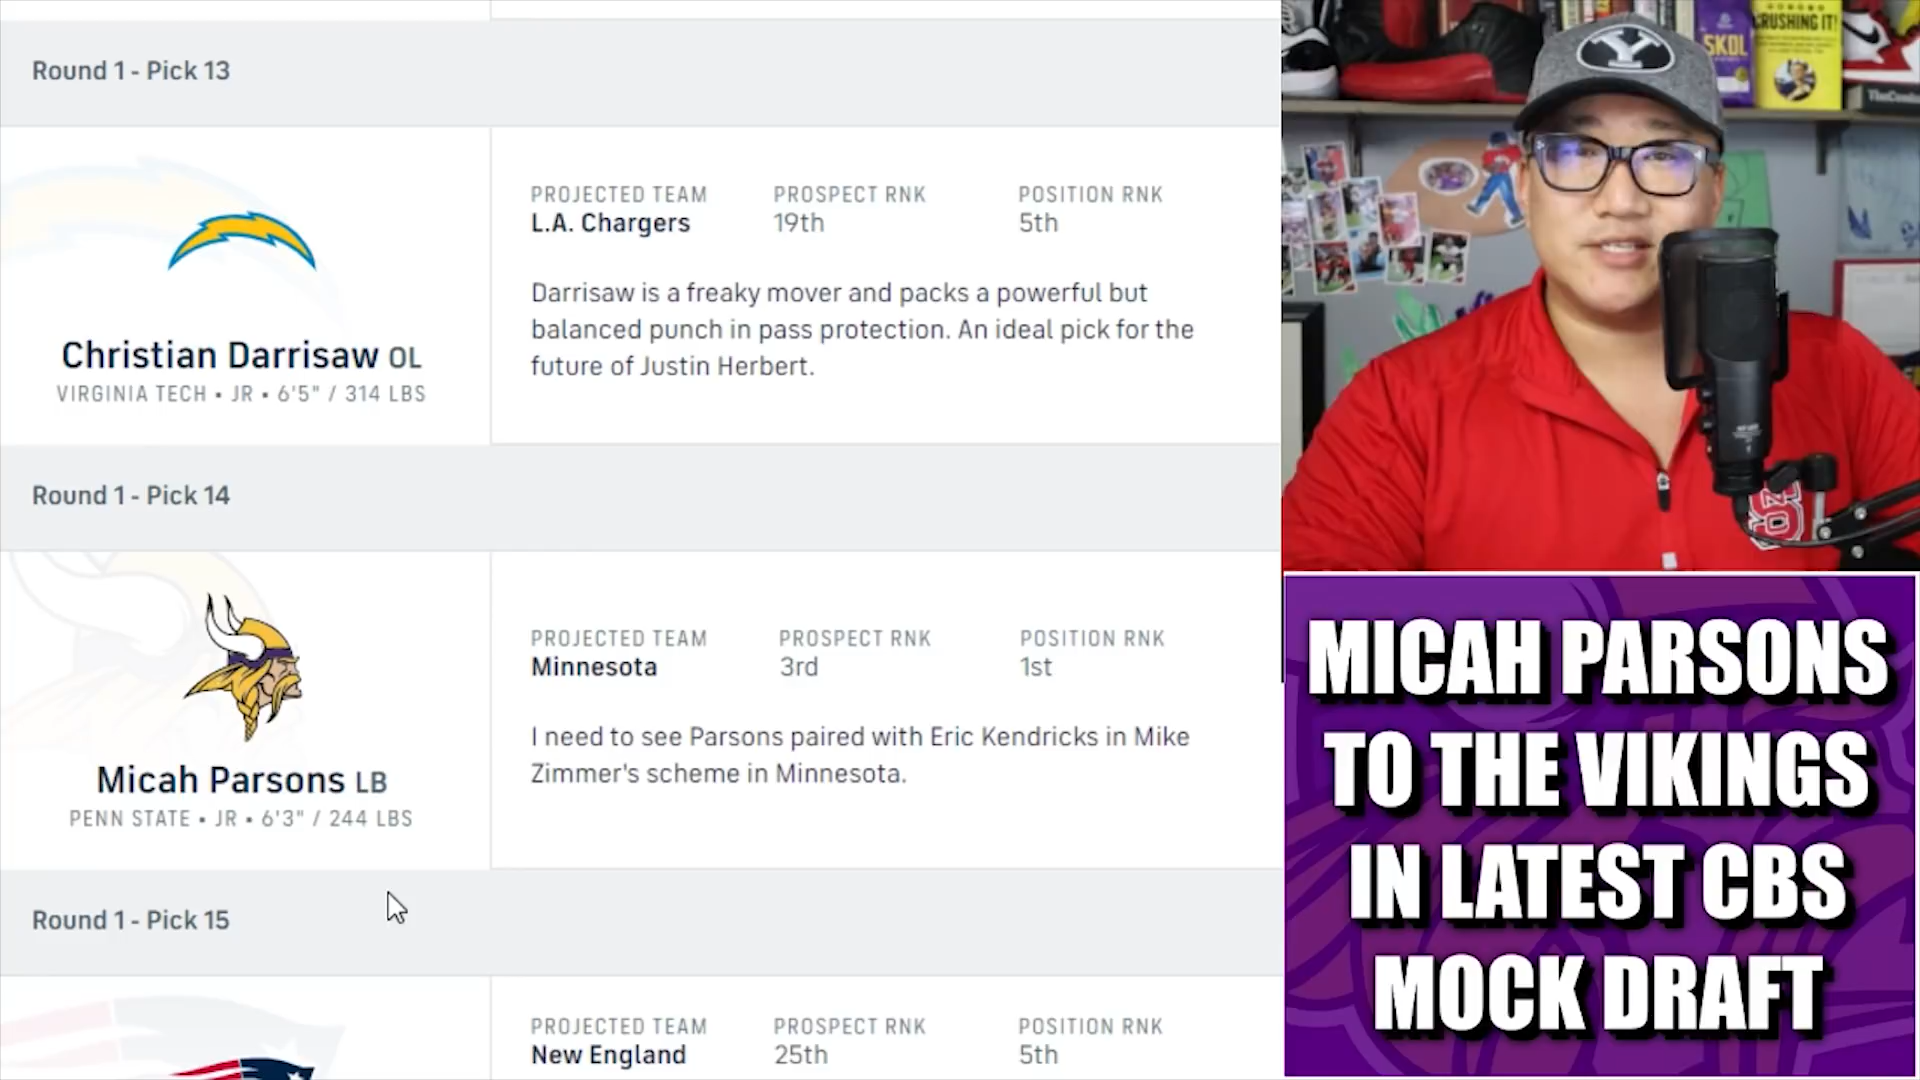 Round 1 - Pick 13
Christian Darrisaw OL
VIRGINIA TECH • JR • 6'5" / 314 LBS
PROJECTED TEAM PROSPECT RNK POSITION RNK
L.A. Chargers 19th 5th
Darrisaw is a freaky mover and packs a powerful but
balanced punch in pass protection. An ideal pick for the
future of Justin Herbert.
Round 1 - Pick 14
Micah Parsons LB
PENN STATE • JR • 6'3" / 244 LBS
PROJECTED TEAM PROSPECT RNK POSITION RNK
Minnesota 3rd 1st
I need to see Parsons paired with Eric Kendricks in Mike
Zimmer's scheme in Minnesota.
Round 1 - Pick 15
PROJECTED TEAM PROSPECT RNK POSITION RNK
New England 25th 5th
SKOL
CRUSHING IT!
Y
MICAH PARSONS
TO THE VIKINGS
IN LATEST CBS
MOCK DRAFT